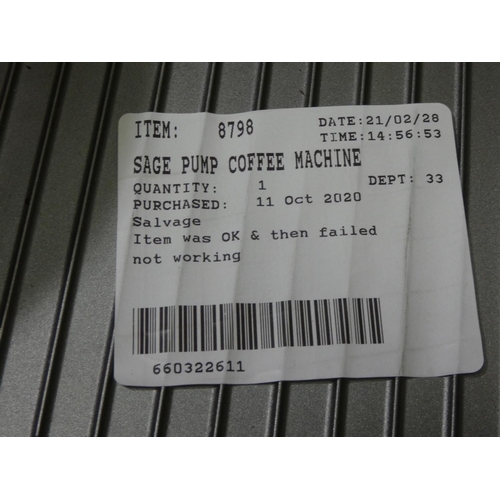 ITEM: 8798 DATE:21/02/28
TIME:14:56:53
SAGE PUMP COFFEE MACHINE
QUANTITY: 1 DEPT: 33
PURCHASED: 11 Oct 2020
Salvage
Item was OK & then failed
not working
660322611